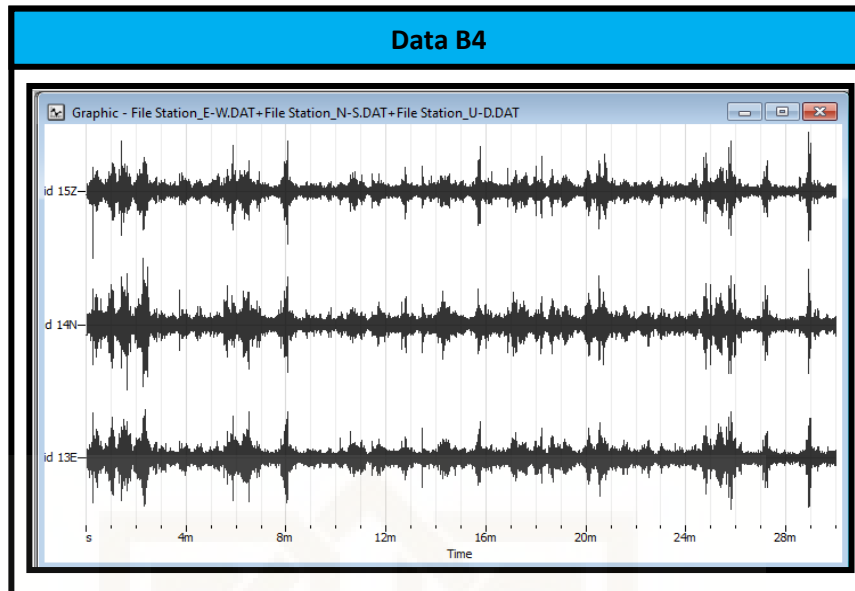 Data B4
Graphic - File Station_E-W.DAT+File Station_N-S.DAT+File Station_U-D.DAT
id 15Z
d 14N
id 13E
s 4m 8m 12m 16m 20m 24m 28m
Time